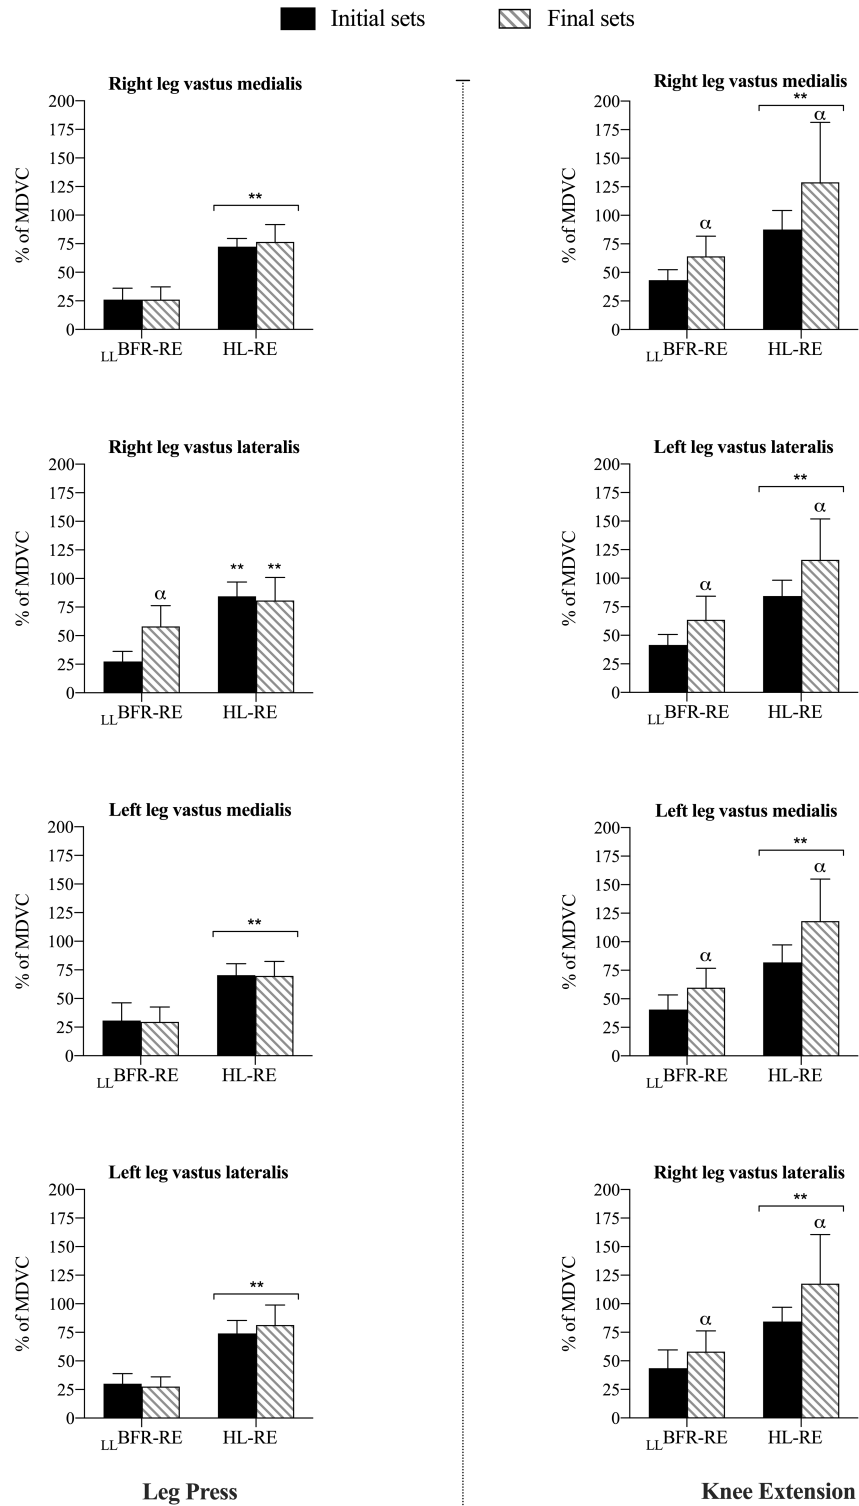 Initial sets Final sets
Right leg vastus medialis
% of MDVC
200
175
150
125
100
75
50
25
0
**
LLBFR-RE HL-RE
Right leg vastus medialis
% of MDVC
200
175
150
125
100
75
50
25
0
**
α
α
LLBFR-RE HL-RE
Right leg vastus lateralis
% of MDVC
200
175
150
125
100
75
50
25
0
** **
α
LLBFR-RE HL-RE
Left leg vastus lateralis
% of MDVC
200
175
150
125
100
75
50
25
0
**
α
α
LLBFR-RE HL-RE
Left leg vastus medialis
% of MDVC
200
175
150
125
100
75
50
25
0
**
LLBFR-RE HL-RE
Left leg vastus medialis
% of MDVC
200
175
150
125
100
75
50
25
0
**
α
α
LLBFR-RE HL-RE
Left leg vastus lateralis
% of MDVC
200
175
150
125
100
75
50
25
0
**
LLBFR-RE HL-RE
Right leg vastus lateralis
% of MDVC
200
175
150
125
100
75
50
25
0
**
α
α
LLBFR-RE HL-RE
Leg Press
Knee Extension